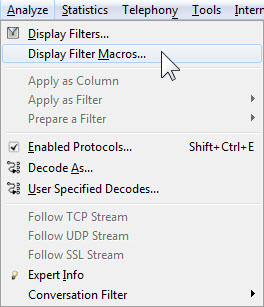 Analyze Statistics Telephony Tools Intern
Display Filters...
Display Filter Macros...
Apply as Column
Apply as Filter
Prepare a Filter
Enabled Protocols... Shift+Ctrl+E
Decode As...
User Specified Decodes...
Follow TCP Stream
Follow UDP Stream
Follow SSL Stream
Expert Info
Conversation Filter